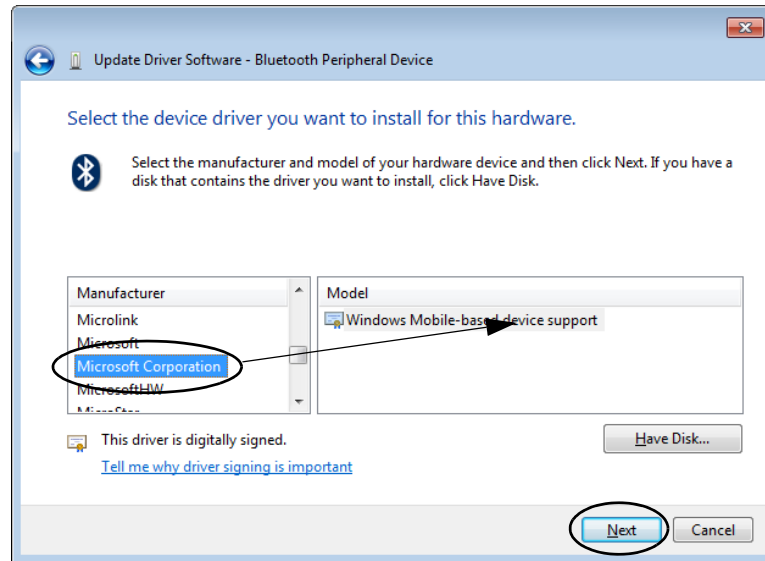 Update Driver Software - Bluetooth Peripheral Device
Select the device driver you want to install for this hardware.
Select the manufacturer and model of your hardware device and then click Next. If you have a
disk that contains the driver you want to install, click Have Disk.
Manufacturer
Model
Microlink
Windows Mobile-based device support
Microsoft
Microsoft Corporation
MicrosoftHW
This driver is digitally signed.
Have Disk...
Tell me why driver signing is important
Next
Cancel